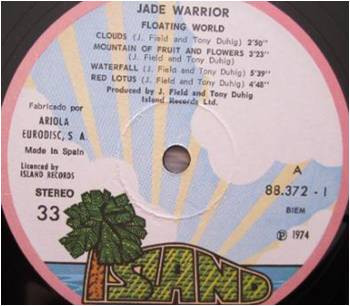 JADE WARRIOR
FLOATING WORLD
CLOUDS (J. Field and Tony Duhig) 2'50"
MOUNTAIN OF FRUIT AND FLOWERS 3'23"
(J. Field and Tony Duhig)
WATERFALL (J. Field and Tony Duhig) 5'39"
RED LOTUS (J. Field and Tony Duhig) 4'48"
Produced by J. Field and Tony Duhig
Island Records Ltd.
Fabricado por
ARIOLA
EURODISC, S. A.
Made in Spain
Licenced by
ISLAND RECORDS
STEREO
33
A
88.372 - I
BIEM
℗ 1974
ISLAND